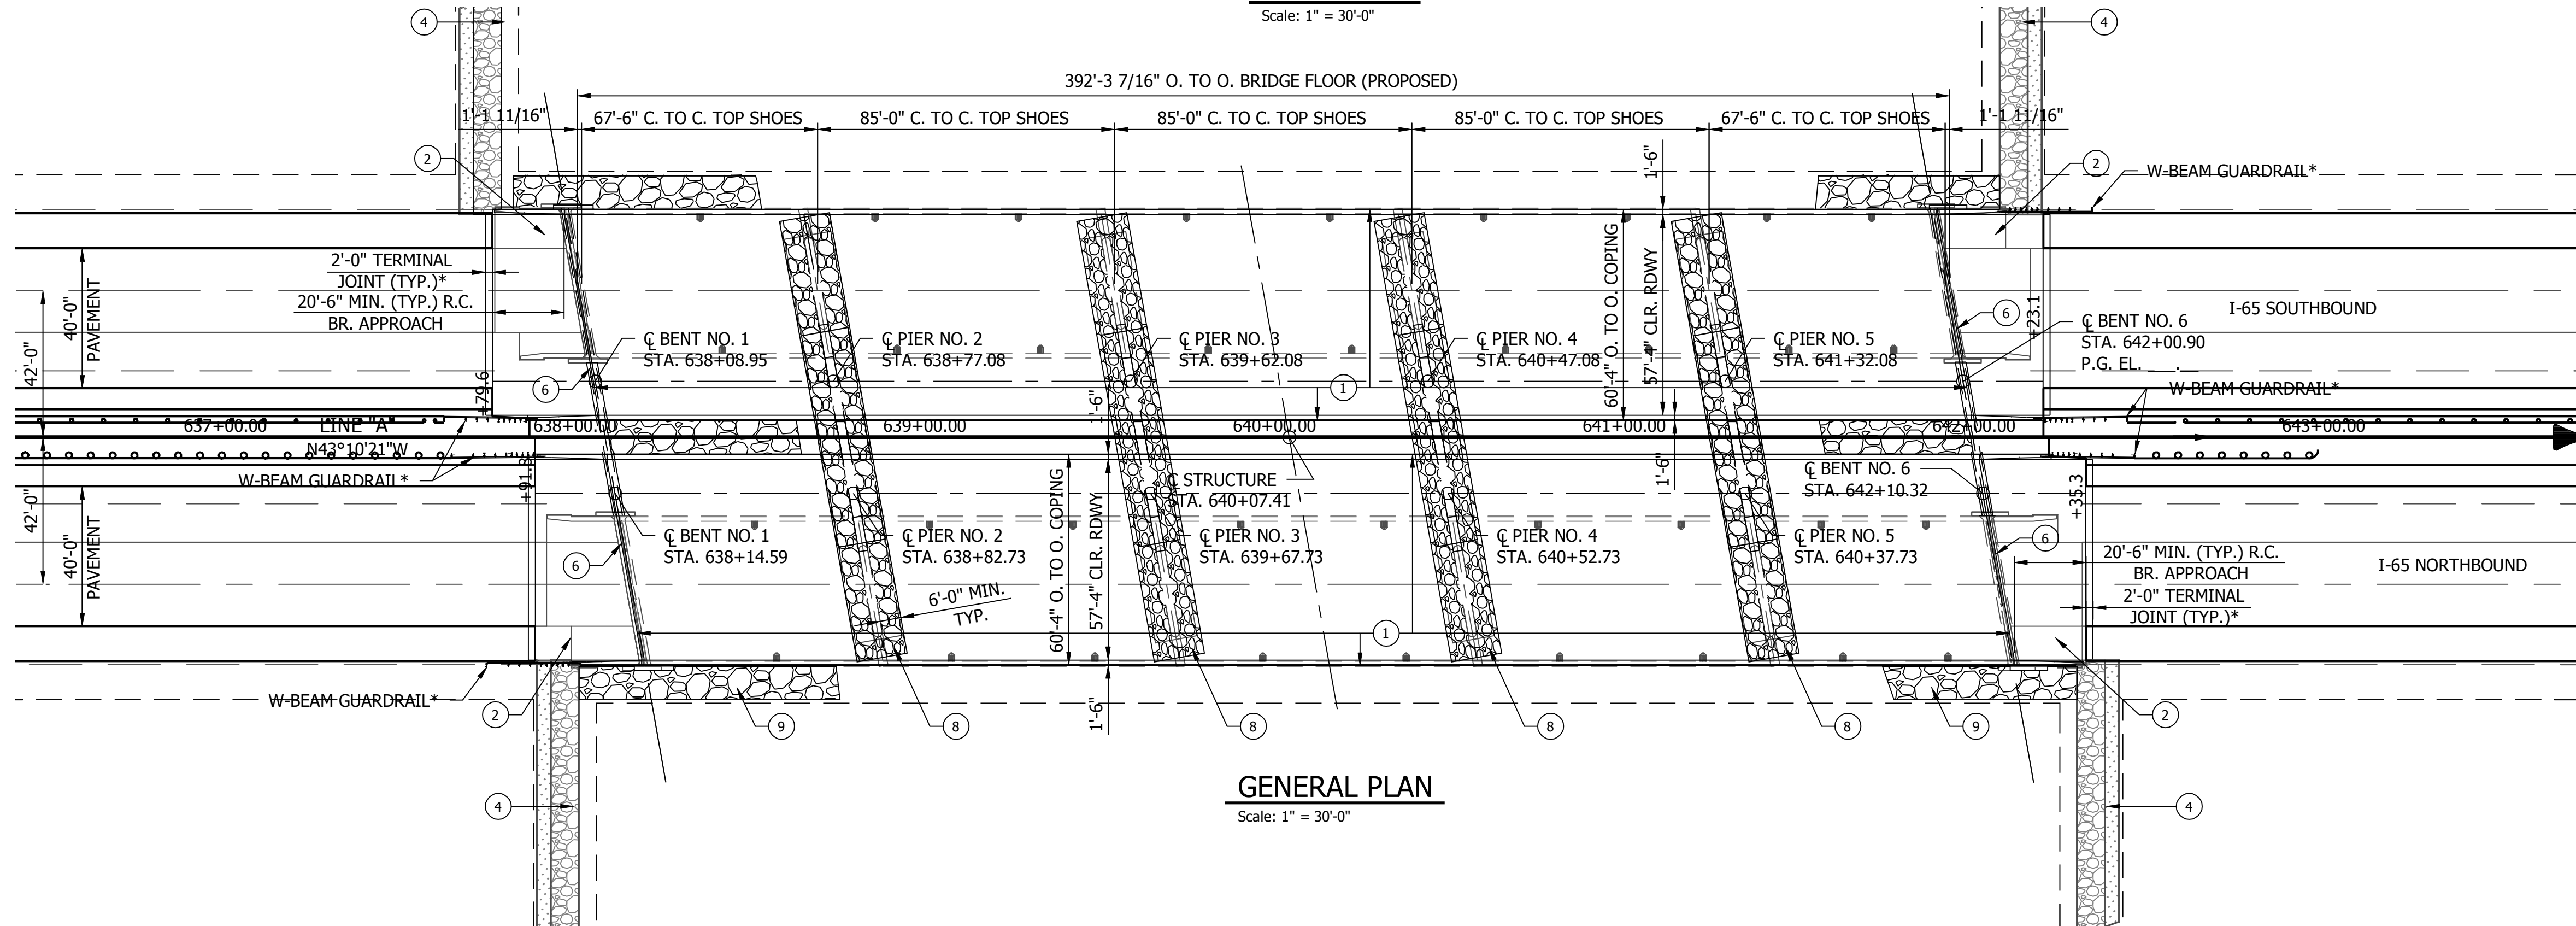 Scale: 1" = 30'-0"
4
4
392'-3 7/16" O. TO O. BRIDGE FLOOR (PROPOSED)
1'-1 11/16"
67'-6" C. TO C. TOP SHOES
85'-0" C. TO C. TOP SHOES
85'-0" C. TO C. TOP SHOES
85'-0" C. TO C. TOP SHOES
67'-6" C. TO C. TOP SHOES
1'-1 11/16"
2
1'-6"
2
W-BEAM GUARDRAIL*
2'-0" TERMINAL
JOINT (TYP.)*
20'-6" MIN. (TYP.) R.C.
BR. APPROACH
40'-0"
PAVEMENT
42'-0"
60'-4" O. TO O. COPING
57'-4" CLR. RDWY
6
+23.1
I-65 SOUTHBOUND
℄ BENT NO. 1
STA. 638+08.95
℄ PIER NO. 2
STA. 638+77.08
℄ PIER NO. 3
STA. 639+62.08
℄ PIER NO. 4
STA. 640+47.08
℄ PIER NO. 5
STA. 641+32.08
℄ BENT NO. 6
STA. 642+00.90
P.G. EL. ___.__
6
1
+79.6
1'-6"
W-BEAM GUARDRAIL*
637+00.00
LINE "A"
638+00.00
639+00.00
640+00.00
641+00.00
642+00.00
643+00.00
N43°10'21"W
W-BEAM GUARDRAIL*
+91.8
1'-6"
℄ STRUCTURE
STA. 640+07.41
℄ BENT NO. 6
STA. 642+10.32
+35.3
42'-0"
40'-0"
PAVEMENT
6
℄ BENT NO. 1
STA. 638+14.59
℄ PIER NO. 2
STA. 638+82.73
60'-4" O. TO O. COPING
57'-4" CLR. RDWY
℄ PIER NO. 3
STA. 639+67.73
℄ PIER NO. 4
STA. 640+52.73
℄ PIER NO. 5
STA. 640+37.73
6
20'-6" MIN. (TYP.) R.C.
BR. APPROACH
2'-0" TERMINAL
JOINT (TYP.)*
I-65 NORTHBOUND
6'-0" MIN.
TYP.
1
W-BEAM GUARDRAIL*
2
9
8
1'-6"
8
8
8
9
2
GENERAL PLAN
Scale: 1" = 30'-0"
4
4